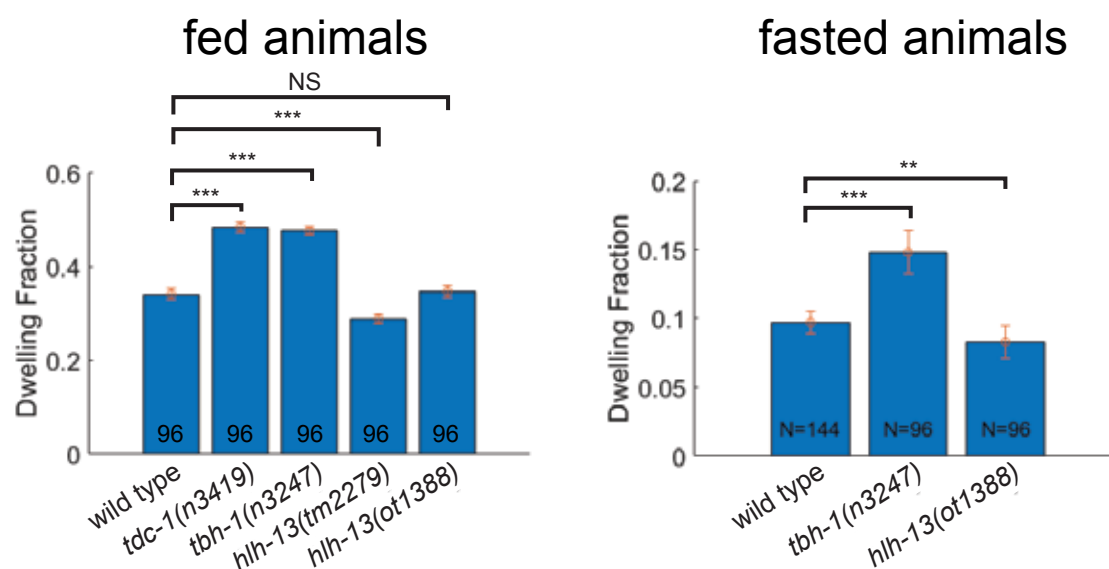 fed animals
NS
***
***
***
0.6
0.4
0.2
0
Dwelling Fraction
96
96
96
96
96
wild type
tdc-1(n3419)
tbh-1(n3247)
hlh-13(tm2279)
hlh-13(ot1388)
fasted animals
**
***
0.2
0.15
0.1
0.05
0
Dwelling Fraction
N=144
N=96
N=96
wild type
tbh-1(n3247)
hlh-13(ot1388)